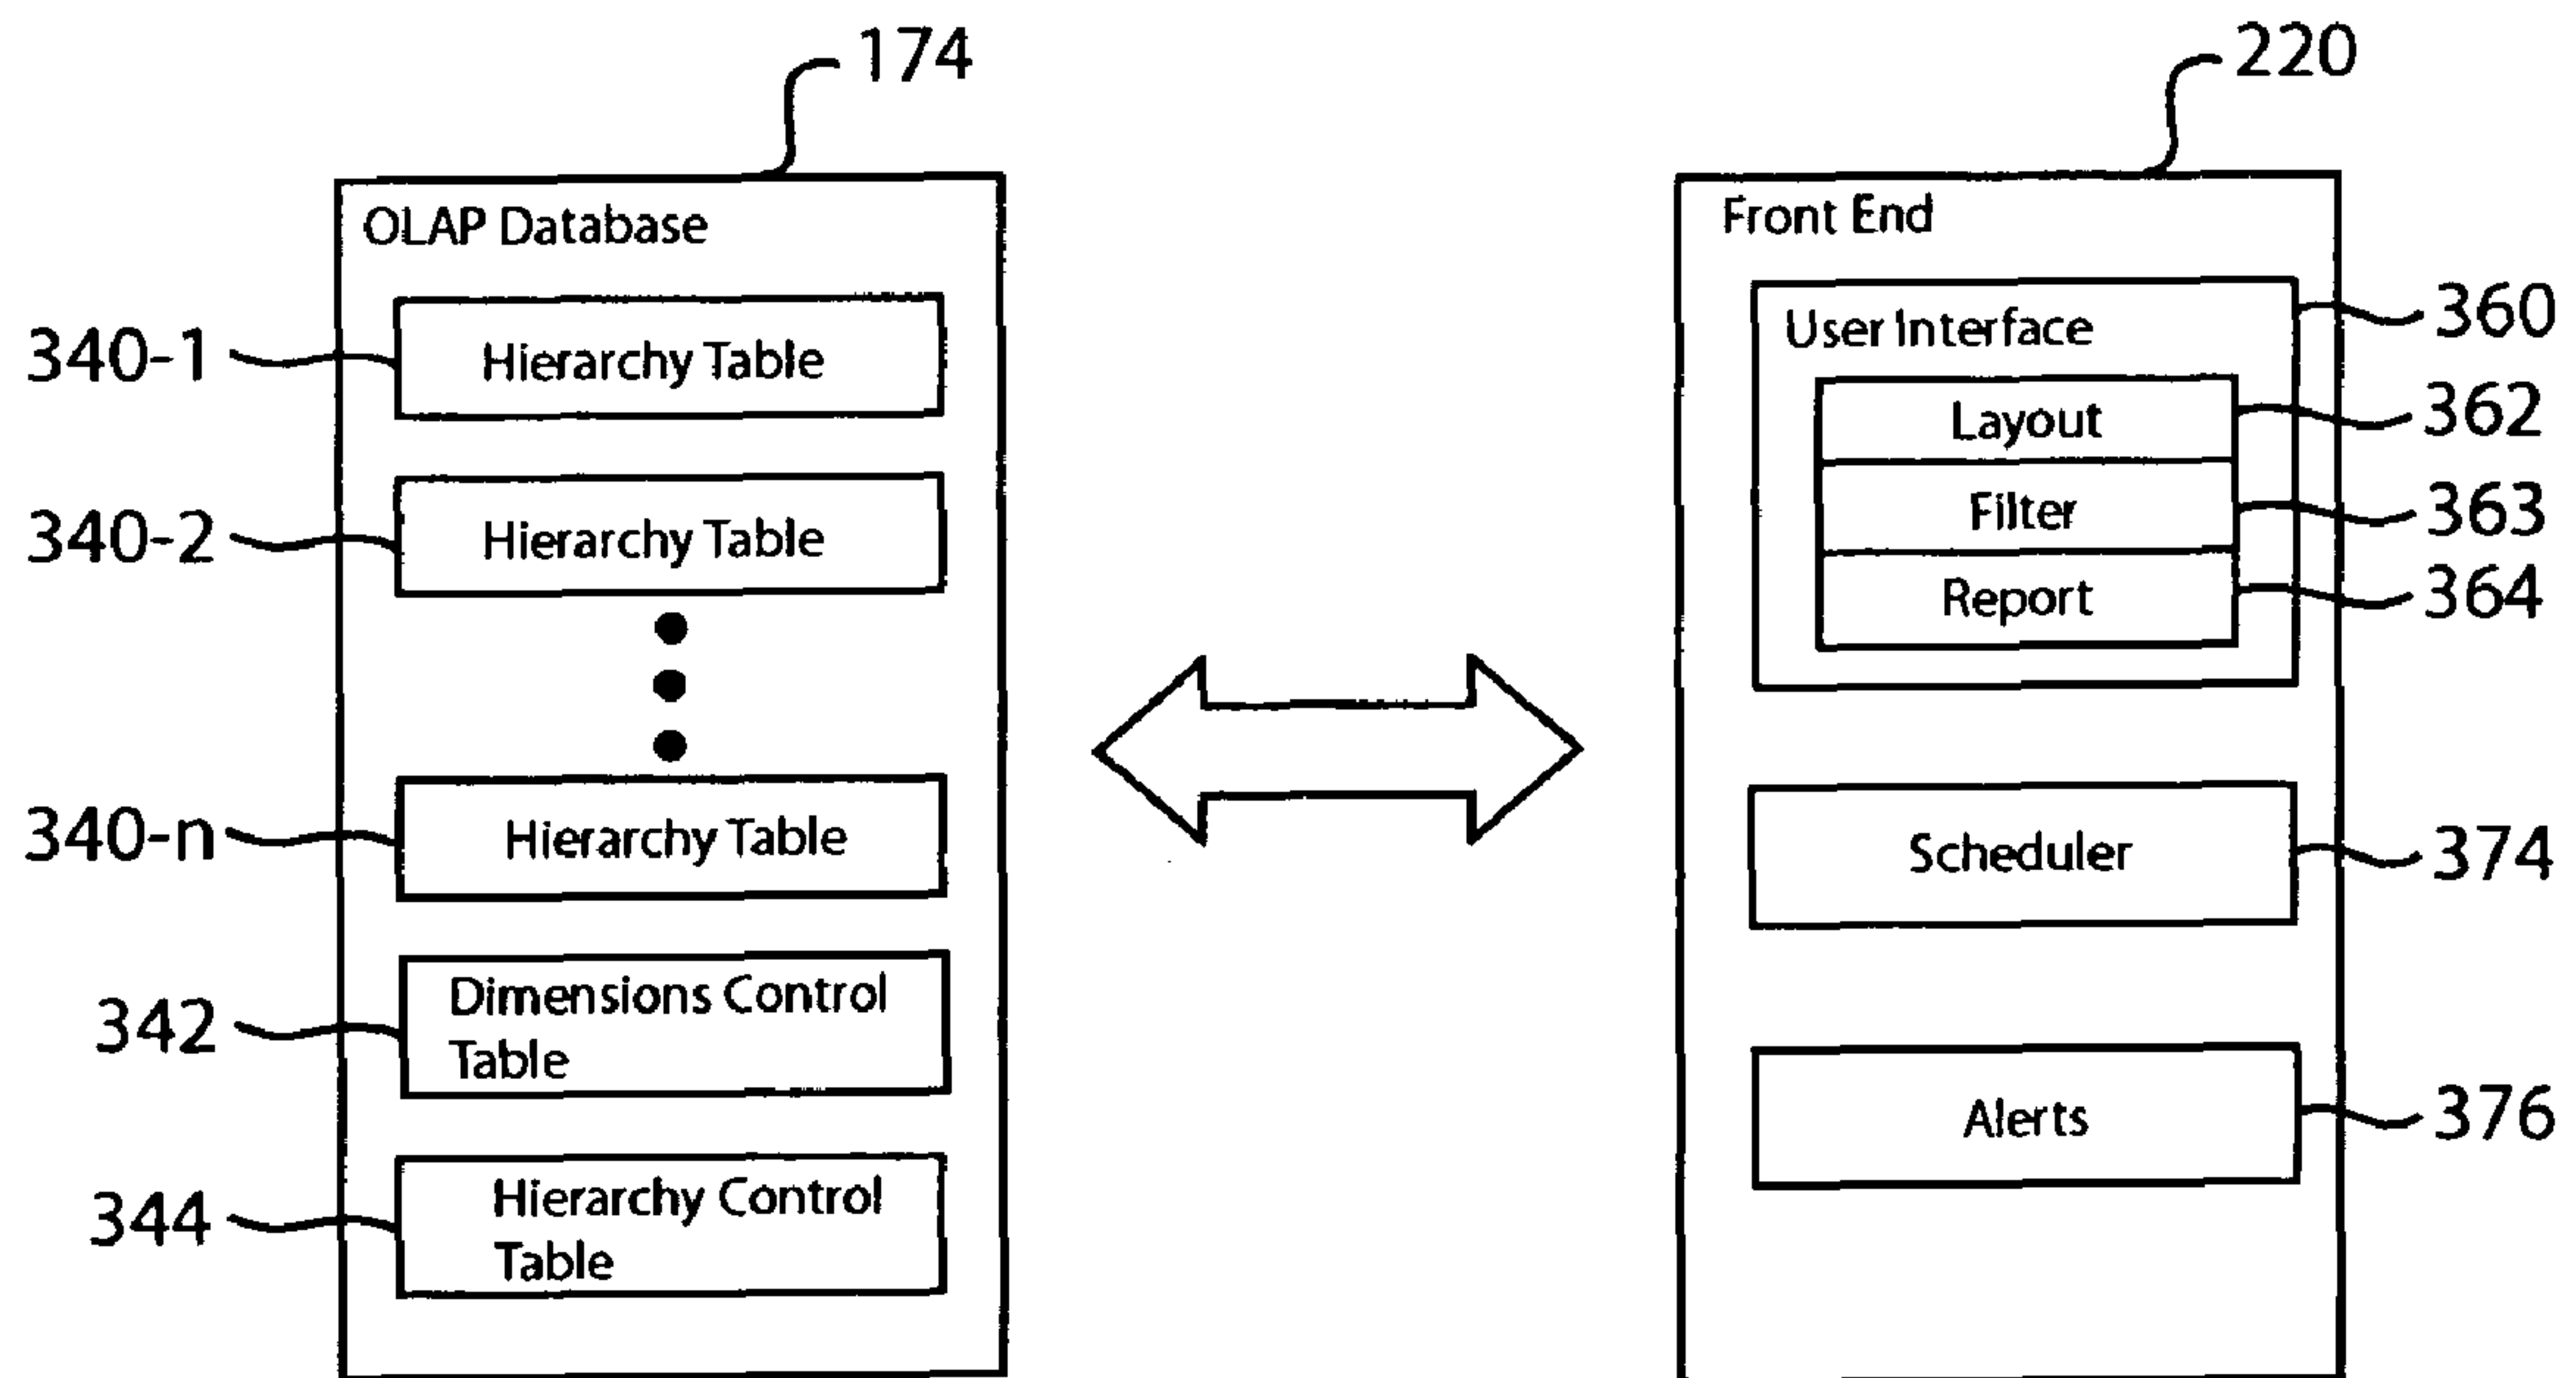 174
OLAP Database
340-1
Hierarchy Table
340-2
Hierarchy Table
340-n
Hierarchy Table
342
Dimensions Control
Table
344
Hierarchy Control
Table
220
Front End
User Interface
360
Layout
362
Filter
363
Report
364
Scheduler
374
Alerts
376